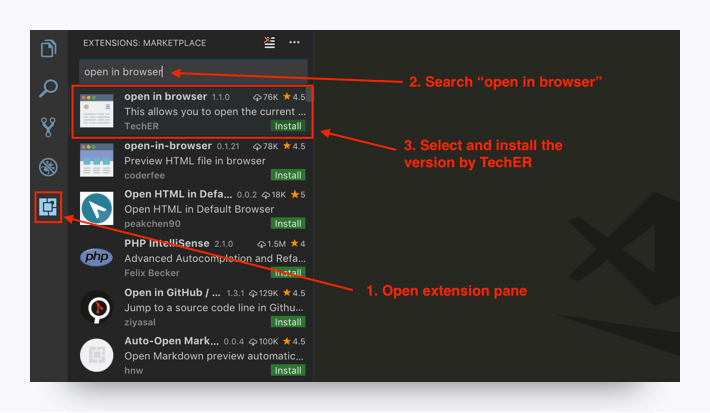 EXTENSIONS: MARKETPLACE
open in browser
open in browser 1.1.0 76K 4.5
This allows you to open the current ...
TechER Install
open-in-browser 0.1.21 78K 4.5
Preview HTML file in browser
coderfee Install
Open HTML in Defa... 0.0.2 18K 5
Open HTML in Default Browser
peakchen90 Install
php
PHP IntelliSense 2.1.0 1.5M 4
Advanced Autocompletion and Refa...
Felix Becker Install
Open in GitHub / ... 1.3.1 129K 4.5
Jump to a source code line in Githu...
ziyasal Install
Auto-Open Mark... 0.0.4 100K 4.5
Open Markdown preview automatic...
hnw Install
2. Search “open in browser”
3. Select and install the
version by TechER
1. Open extension pane